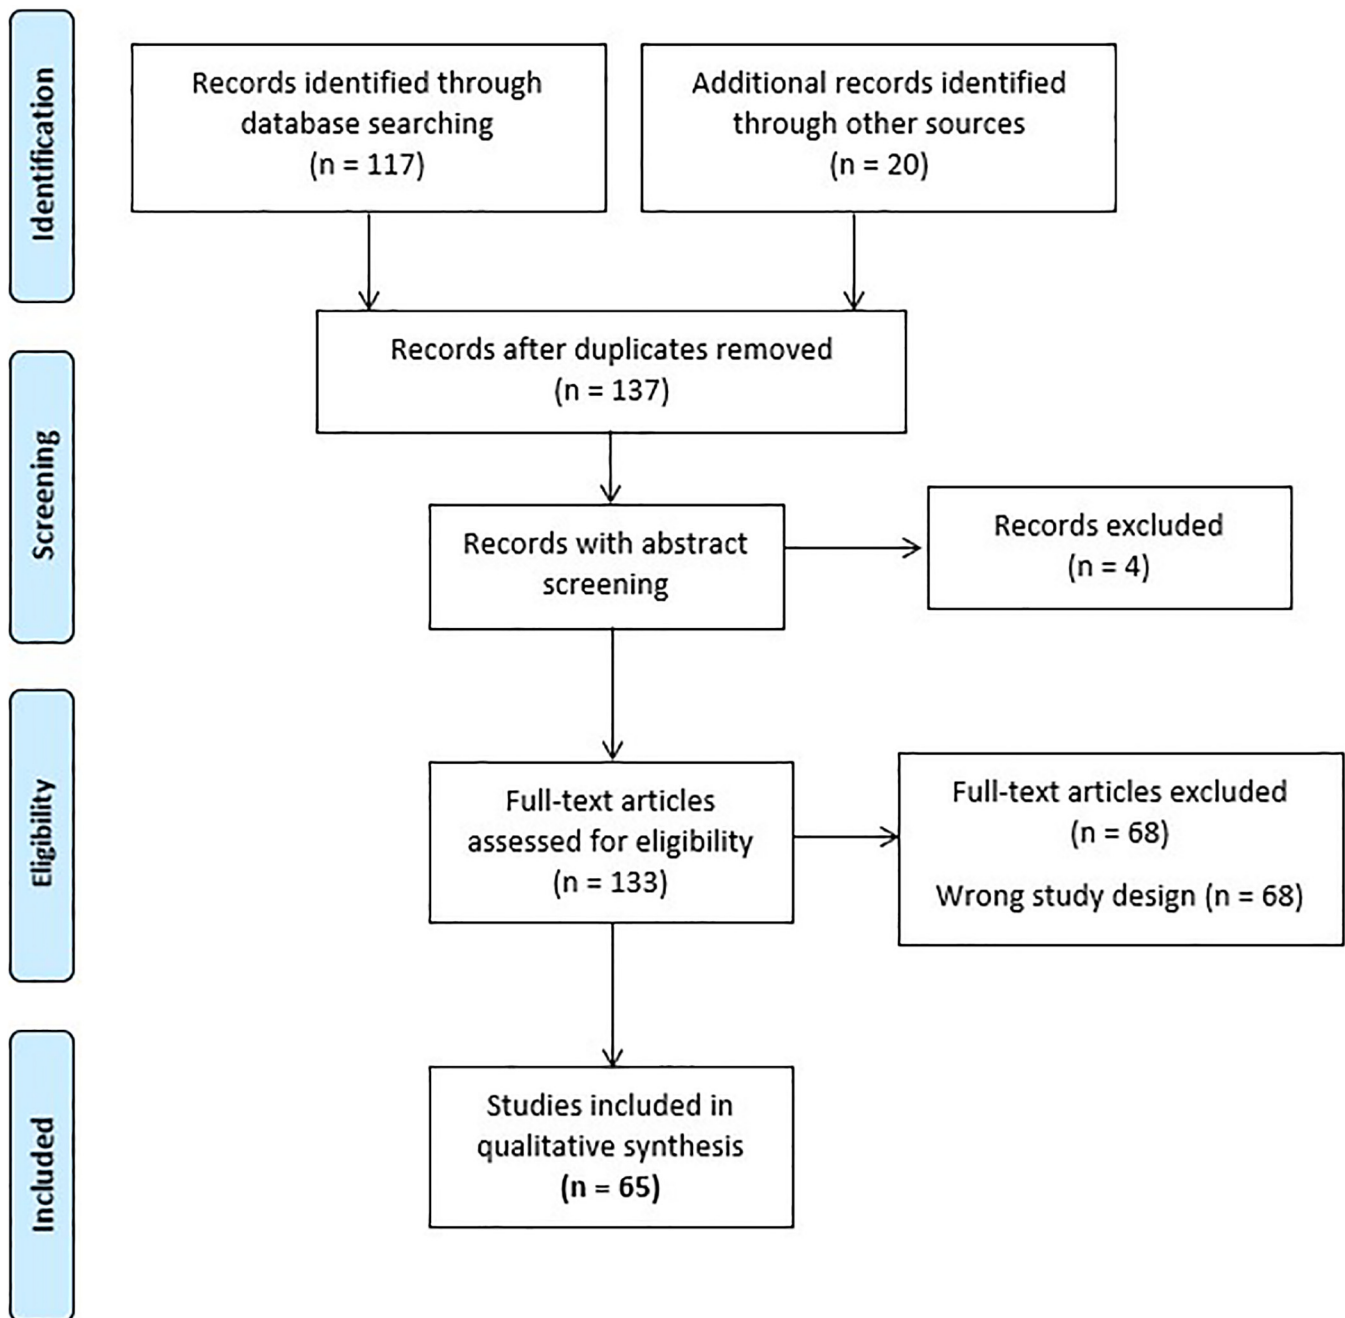 Identification
Records identified through
database searching
(n = 117)
Additional records identified
through other sources
(n = 20)
Records after duplicates removed
(n = 137)
Screening
Records with abstract
screening
Records excluded
(n = 4)
Eligibility
Full-text articles
assessed for eligibility
(n = 133)
Full-text articles excluded
(n = 68)
Wrong study design (n = 68)
Included
Studies included in
qualitative synthesis
(n = 65)